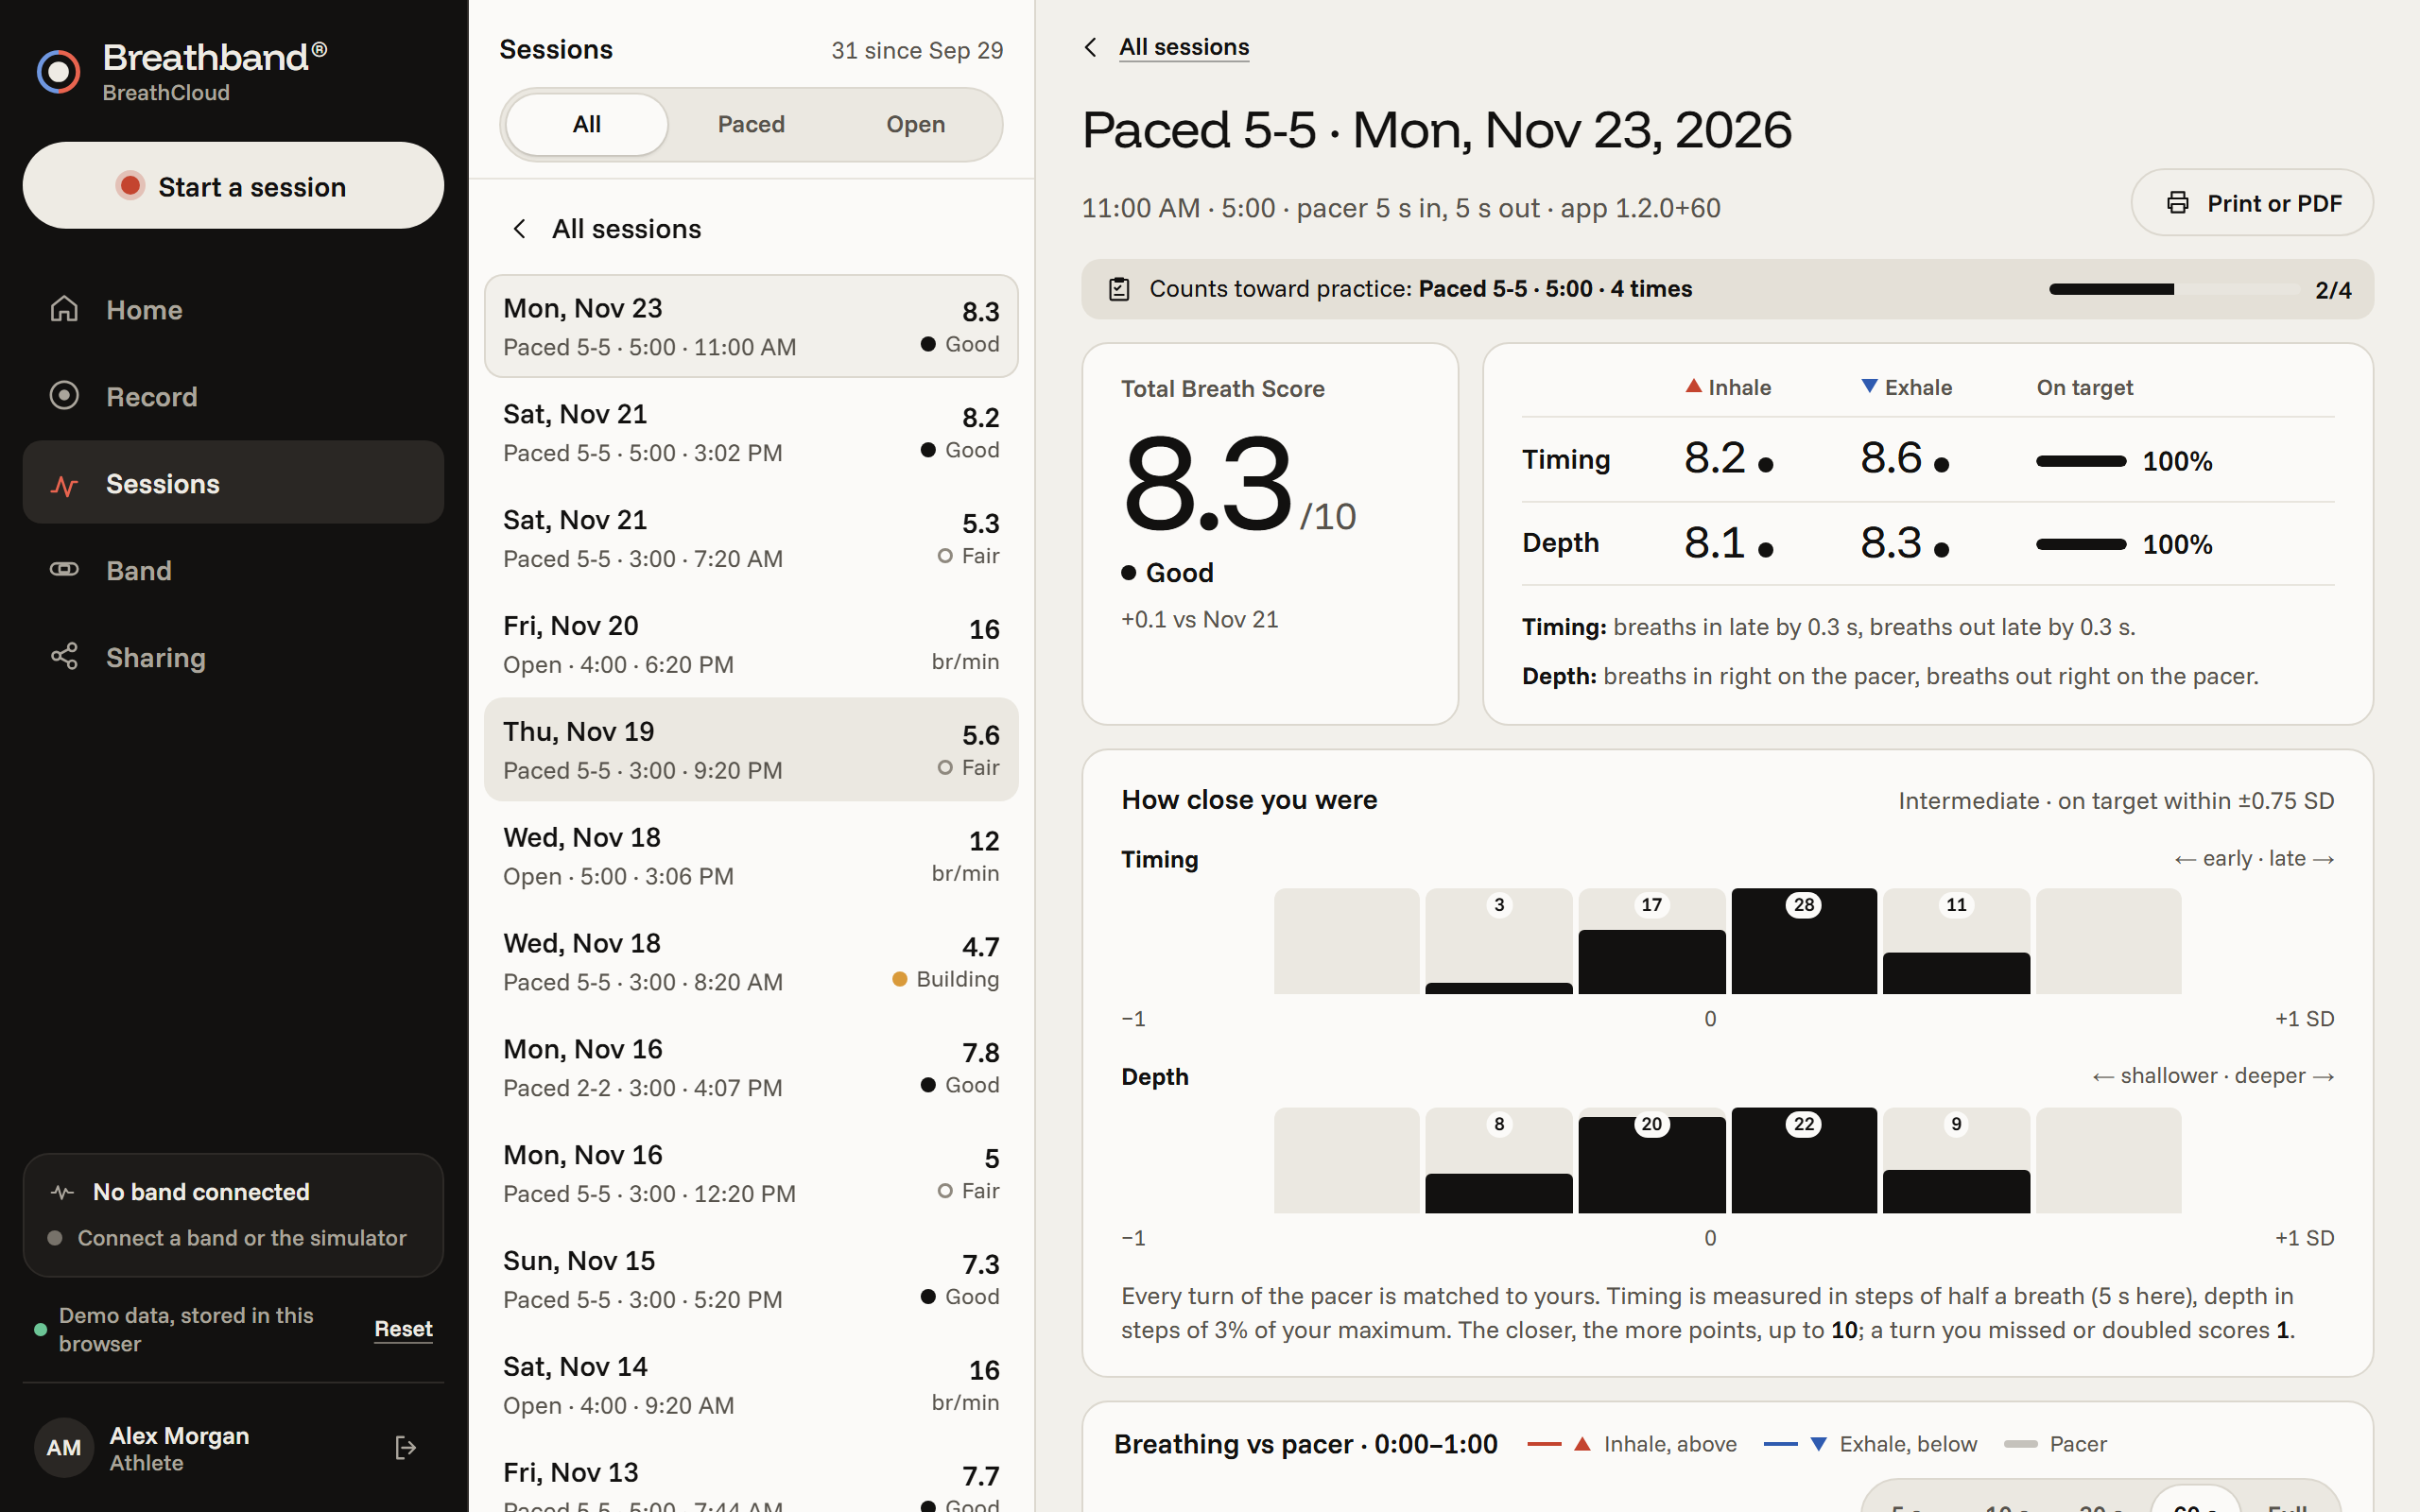 Breathband®
BreathCloud
Start a session
Home
Record
Sessions
Band
Sharing
No band connected
Connect a band or the simulator
Demo data, stored in this
browser
Reset
AM
Alex Morgan
Athlete
Sessions
31 since Sep 29
All
Paced
Open
All sessions
Mon, Nov 23
8.3
Paced 5-5 · 5:00 · 11:00 AM
Good
Sat, Nov 21
8.2
Paced 5-5 · 5:00 · 3:02 PM
Good
Sat, Nov 21
5.3
Paced 5-5 · 3:00 · 7:20 AM
Fair
Fri, Nov 20
16
Open · 4:00 · 6:20 PM
br/min
Thu, Nov 19
5.6
Paced 5-5 · 3:00 · 9:20 PM
Fair
Wed, Nov 18
12
Open · 5:00 · 3:06 PM
br/min
Wed, Nov 18
4.7
Paced 5-5 · 3:00 · 8:20 AM
Building
Mon, Nov 16
7.8
Paced 2-2 · 3:00 · 4:07 PM
Good
Mon, Nov 16
5
Paced 5-5 · 3:00 · 12:20 PM
Fair
Sun, Nov 15
7.3
Paced 5-5 · 3:00 · 5:20 PM
Good
Sat, Nov 14
16
Open · 4:00 · 9:20 AM
br/min
Fri, Nov 13
7.7
Paced 5-5 · 5:00 · 7:44 AM
Good
All sessions
Paced 5-5 · Mon, Nov 23, 2026
11:00 AM · 5:00 · pacer 5 s in, 5 s out · app 1.2.0+60
Print or PDF
Counts toward practice: Paced 5-5 · 5:00 · 4 times
2/4
Total Breath Score
8.3/10
Good
+0.1 vs Nov 21
Inhale
Exhale
On target
Timing
8.2
8.6
100%
Depth
8.1
8.3
100%
Timing: breaths in late by 0.3 s, breaths out late by 0.3 s.
Depth: breaths in right on the pacer, breaths out right on the pacer.
How close you were
Intermediate · on target within ±0.75 SD
Timing
← early · late →
3
17
28
11
−1
0
+1 SD
Depth
← shallower · deeper →
8
20
22
9
−1
0
+1 SD
Every turn of the pacer is matched to yours. Timing is measured in steps of half a breath (5 s here), depth in
steps of 3% of your maximum. The closer, the more points, up to 10; a turn you missed or doubled scores 1.
Breathing vs pacer · 0:00–1:00
Inhale, above
Exhale, below
Pacer